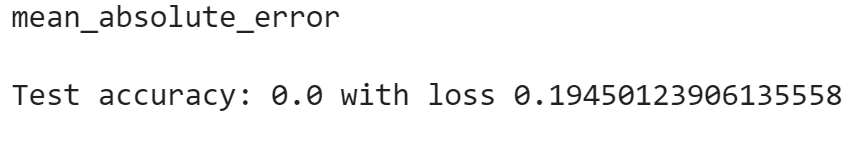 mean_absolute_error
Test accuracy: 0.0 with loss 0.19450123906135558